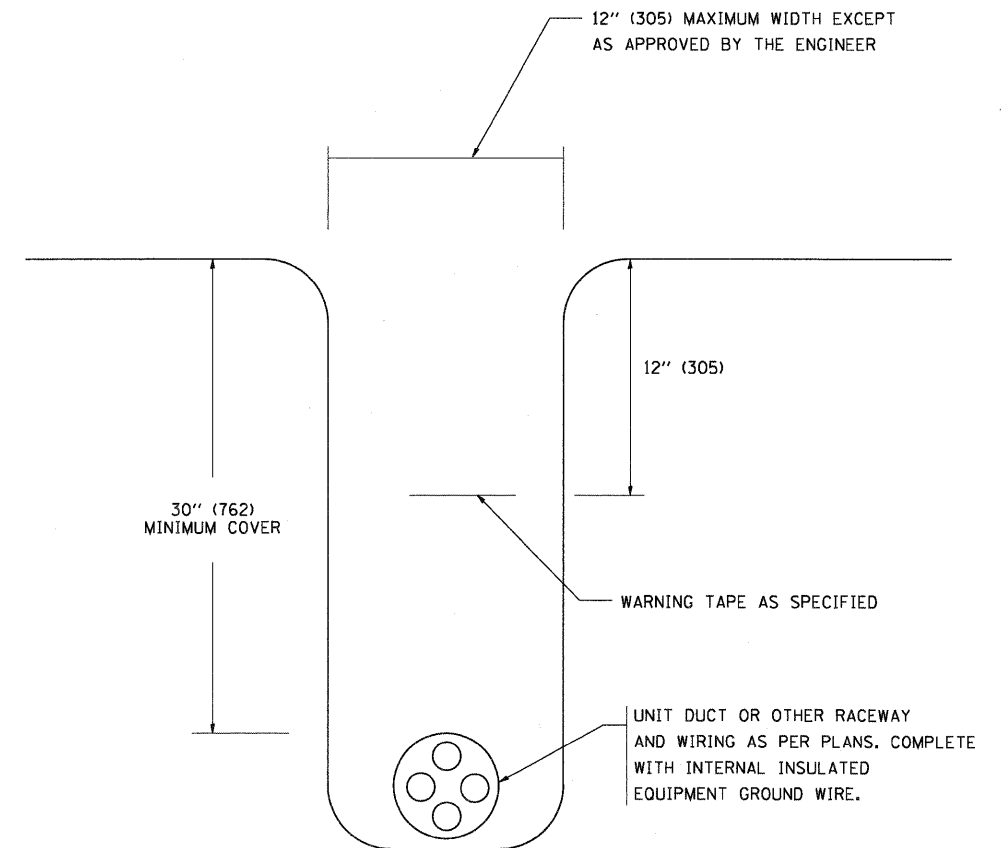 12" (305) MAXIMUM WIDTH EXCEPT
AS APPROVED BY THE ENGINEER
12" (305)
30" (762)
MINIMUM COVER
WARNING TAPE AS SPECIFIED
UNIT DUCT OR OTHER RACEWAY
AND WIRING AS PER PLANS. COMPLETE
WITH INTERNAL INSULATED
EQUIPMENT GROUND WIRE.